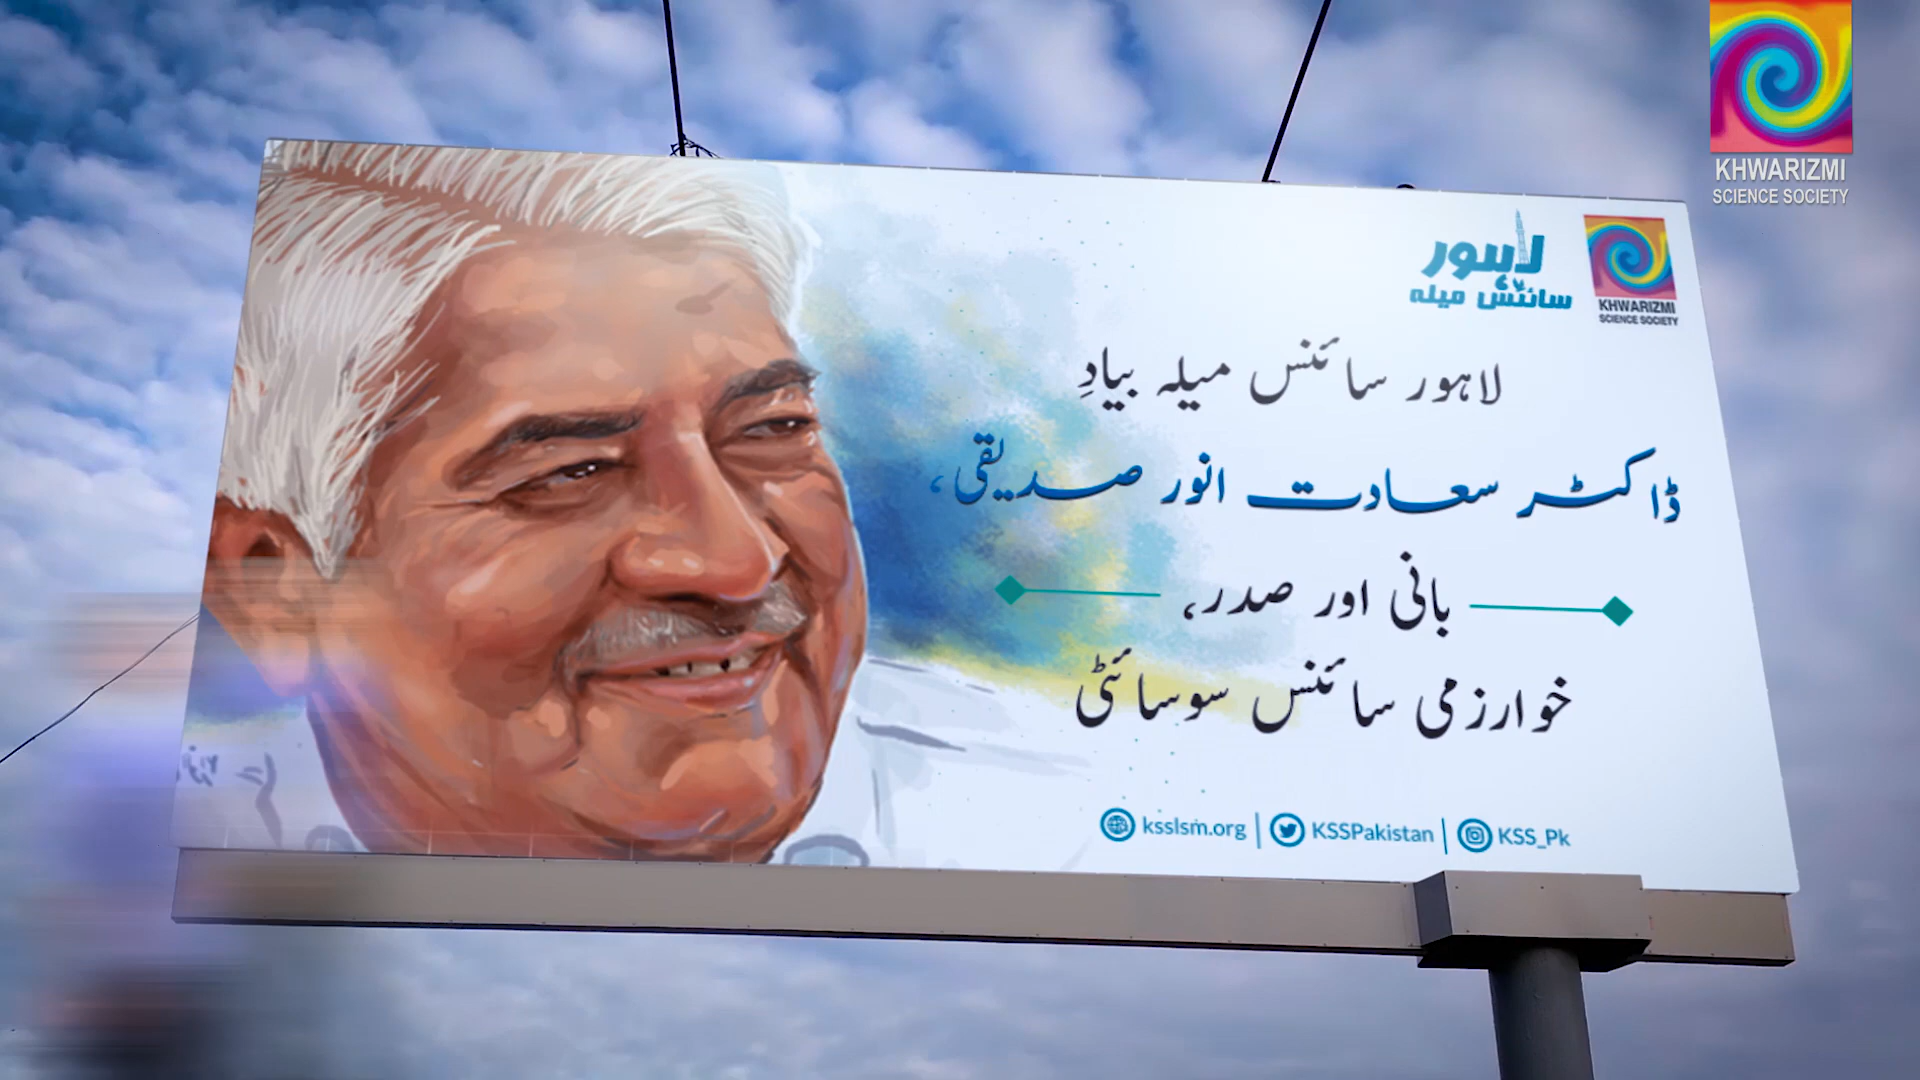 KHWARIZMI
SCIENCE SOCIETY
لاہور
سائنس میلہ
KHWARIZMI
SCIENCE SOCIETY
لاہور سائنس میلہ بیادِ
ڈاکٹر سعادت انور صدیقی،
بانی اور صدر،
خوارزمی سائنس سوسائٹی
ksslsm.org | KSSPakistan | KSS_Pk